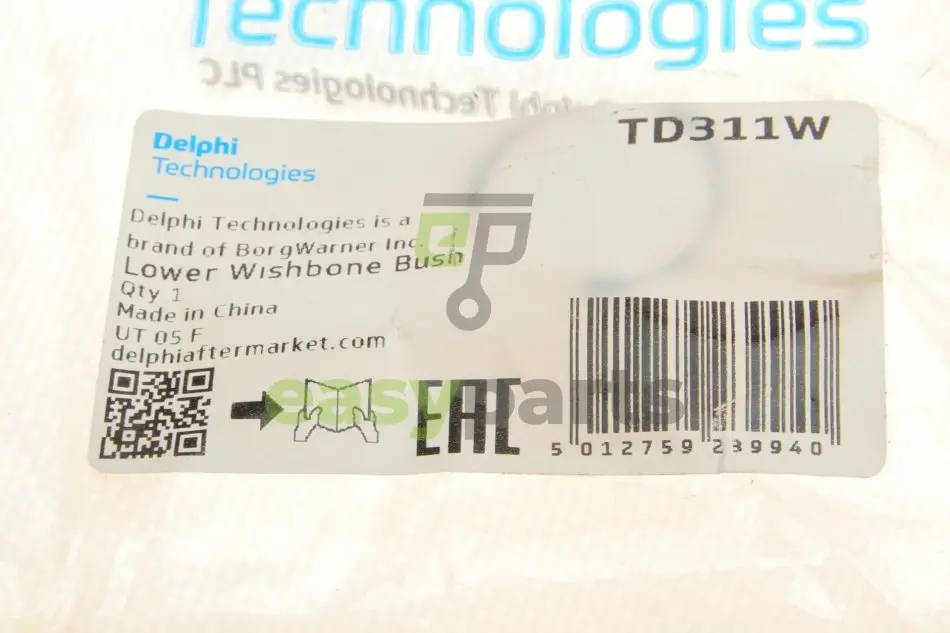 Technologies
Delphi Technologies PLC
TD311W
Delphi
Technologies
Delphi Technologies is a
brand of BorgWarner Inc.
Lower Wishbone Bush
Qty 1
Made in China
UT 05 F
delphiaftermarket.com
easyparts
EAC
5 012759 239940